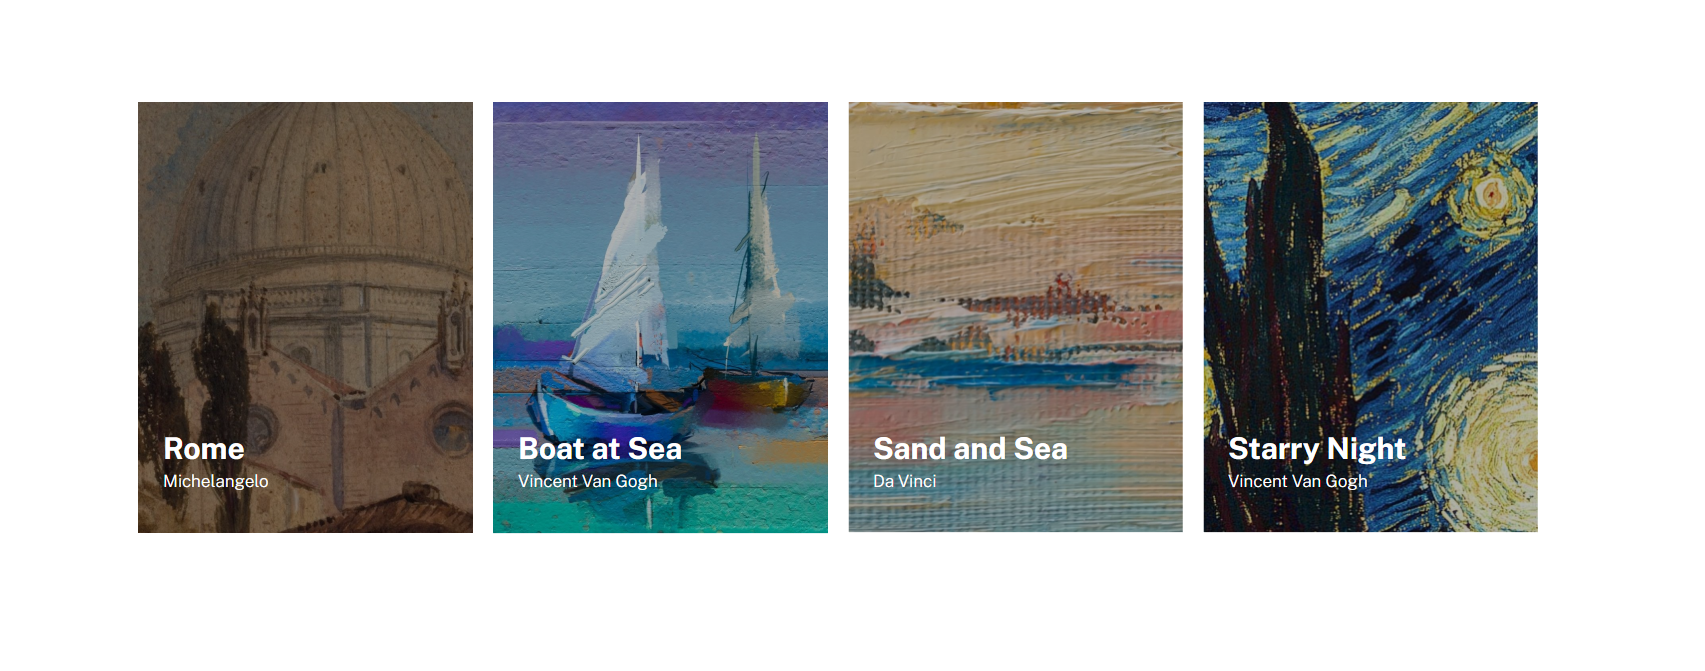 Rome
Michelangelo
Boat at Sea
Vincent Van Gogh
Sand and Sea
Da Vinci
Starry Night
Vincent Van Gogh